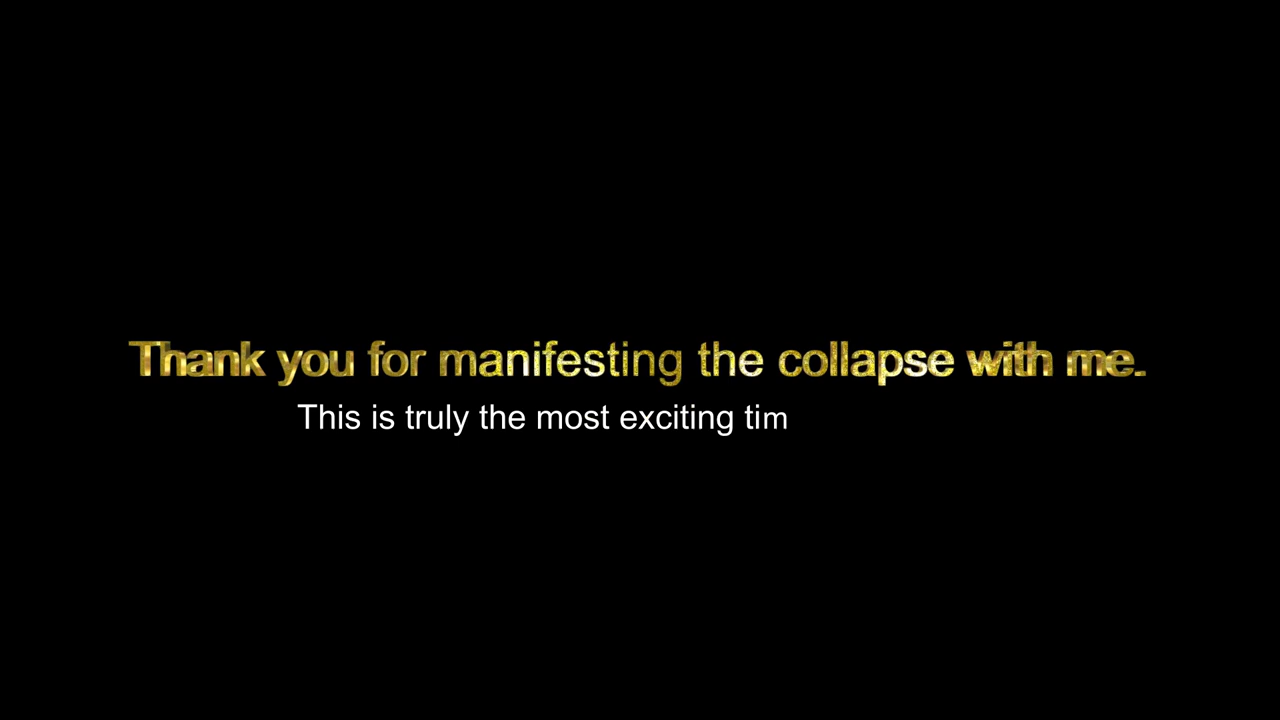 Thank you for manifesting the collapse with me.
This is truly the most exciting tim